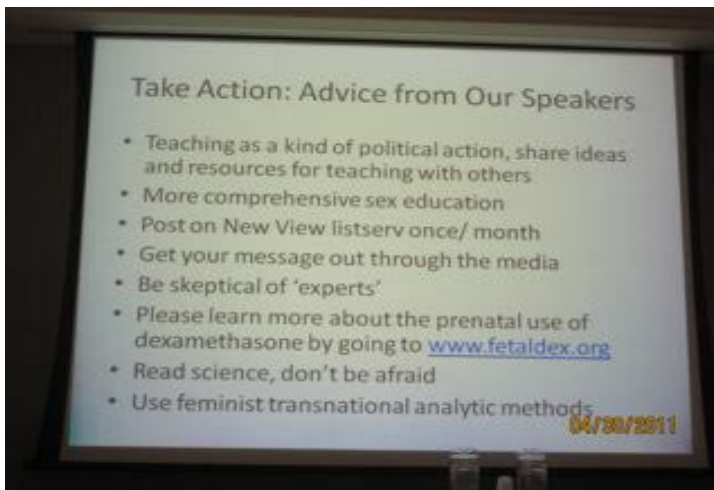 Take Action: Advice from Our Speakers
• Teaching as a kind of political action, share ideas
and resources for teaching with others
• More comprehensive sex education
• Post on New View listserv once/ month
• Get your message out through the media
• Be skeptical of 'experts'
• Please learn more about the prenatal use of
dexamethasone by going to www.fetaldex.org
• Read science, don't be afraid
• Use feminist transnational analytic methods
04/30/2011